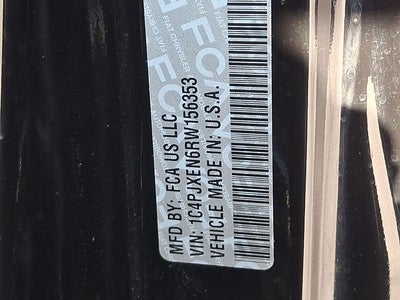 MFD BY: FCA US LLC
VIN: 1C4PJXEN6RW156353
VEHICLE MADE IN: U.S.A.